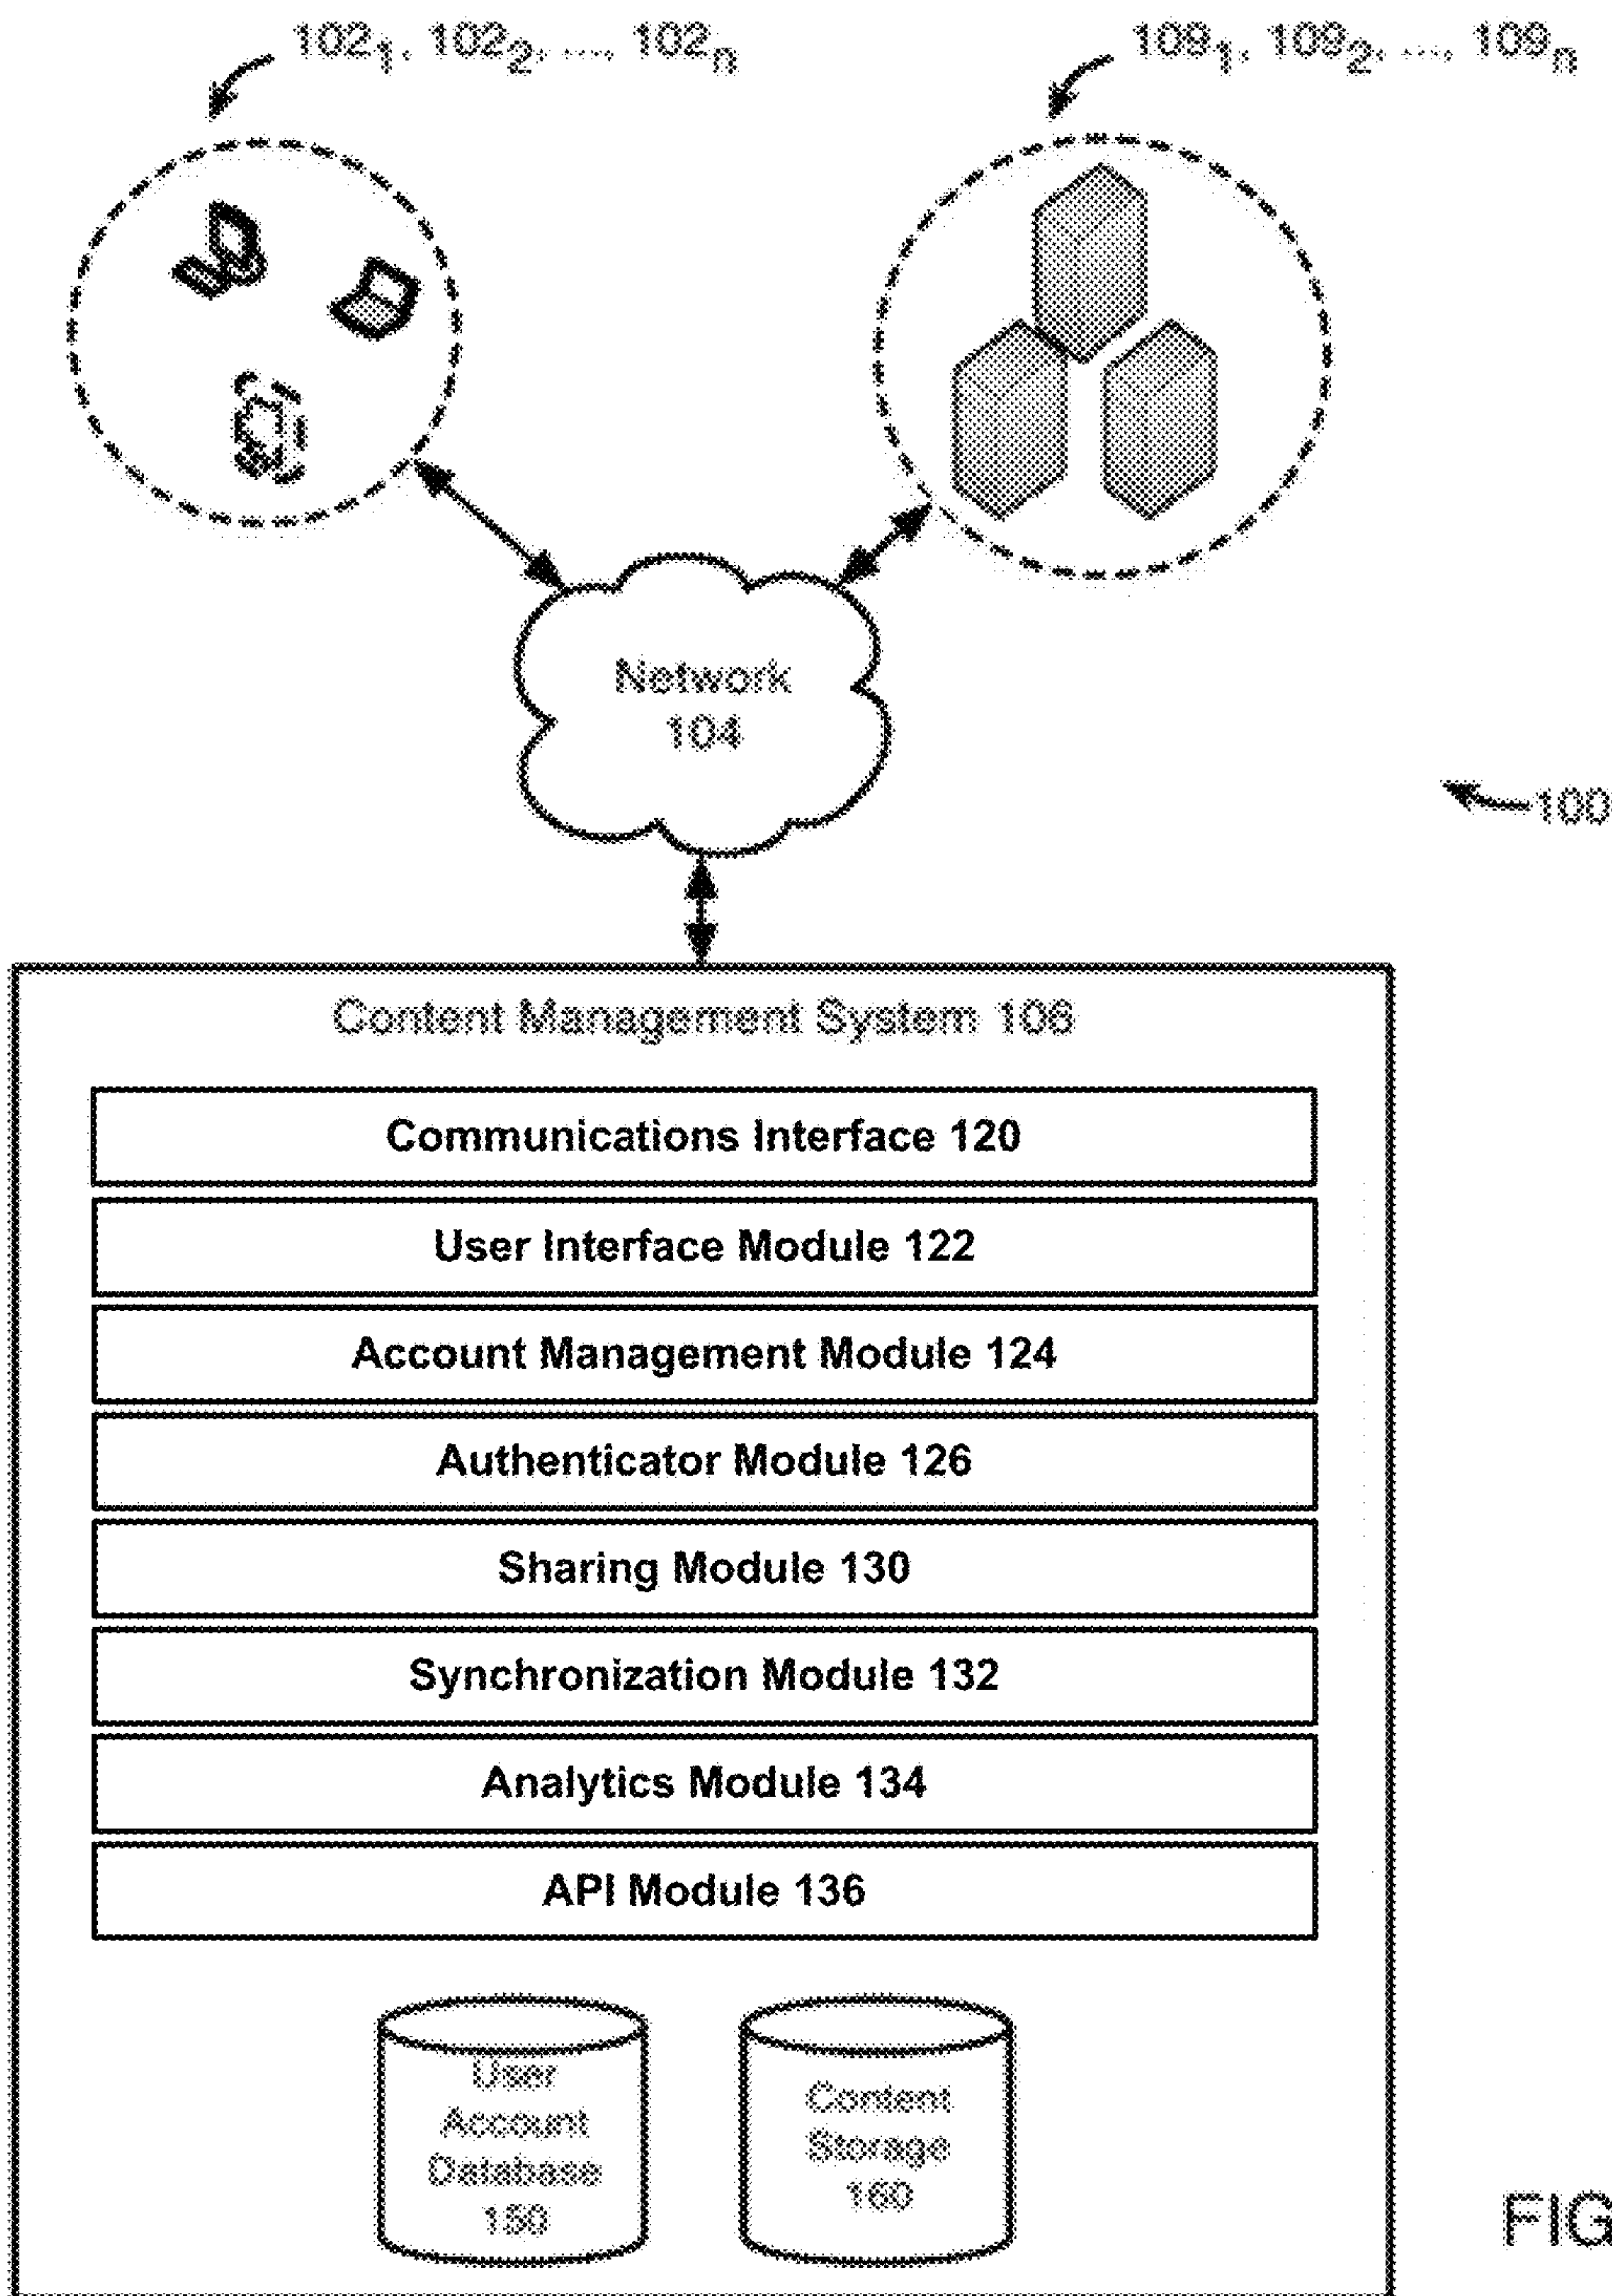 102₁, 102₂, ..., 102ₙ
109₁, 109₂, ..., 109ₙ
Network
104
100
Content Management System 106
Communications Interface 120
User Interface Module 122
Account Management Module 124
Authenticator Module 126
Sharing Module 130
Synchronization Module 132
Analytics Module 134
API Module 136
User
Account
Database
150
Content
Storage
160
FIG